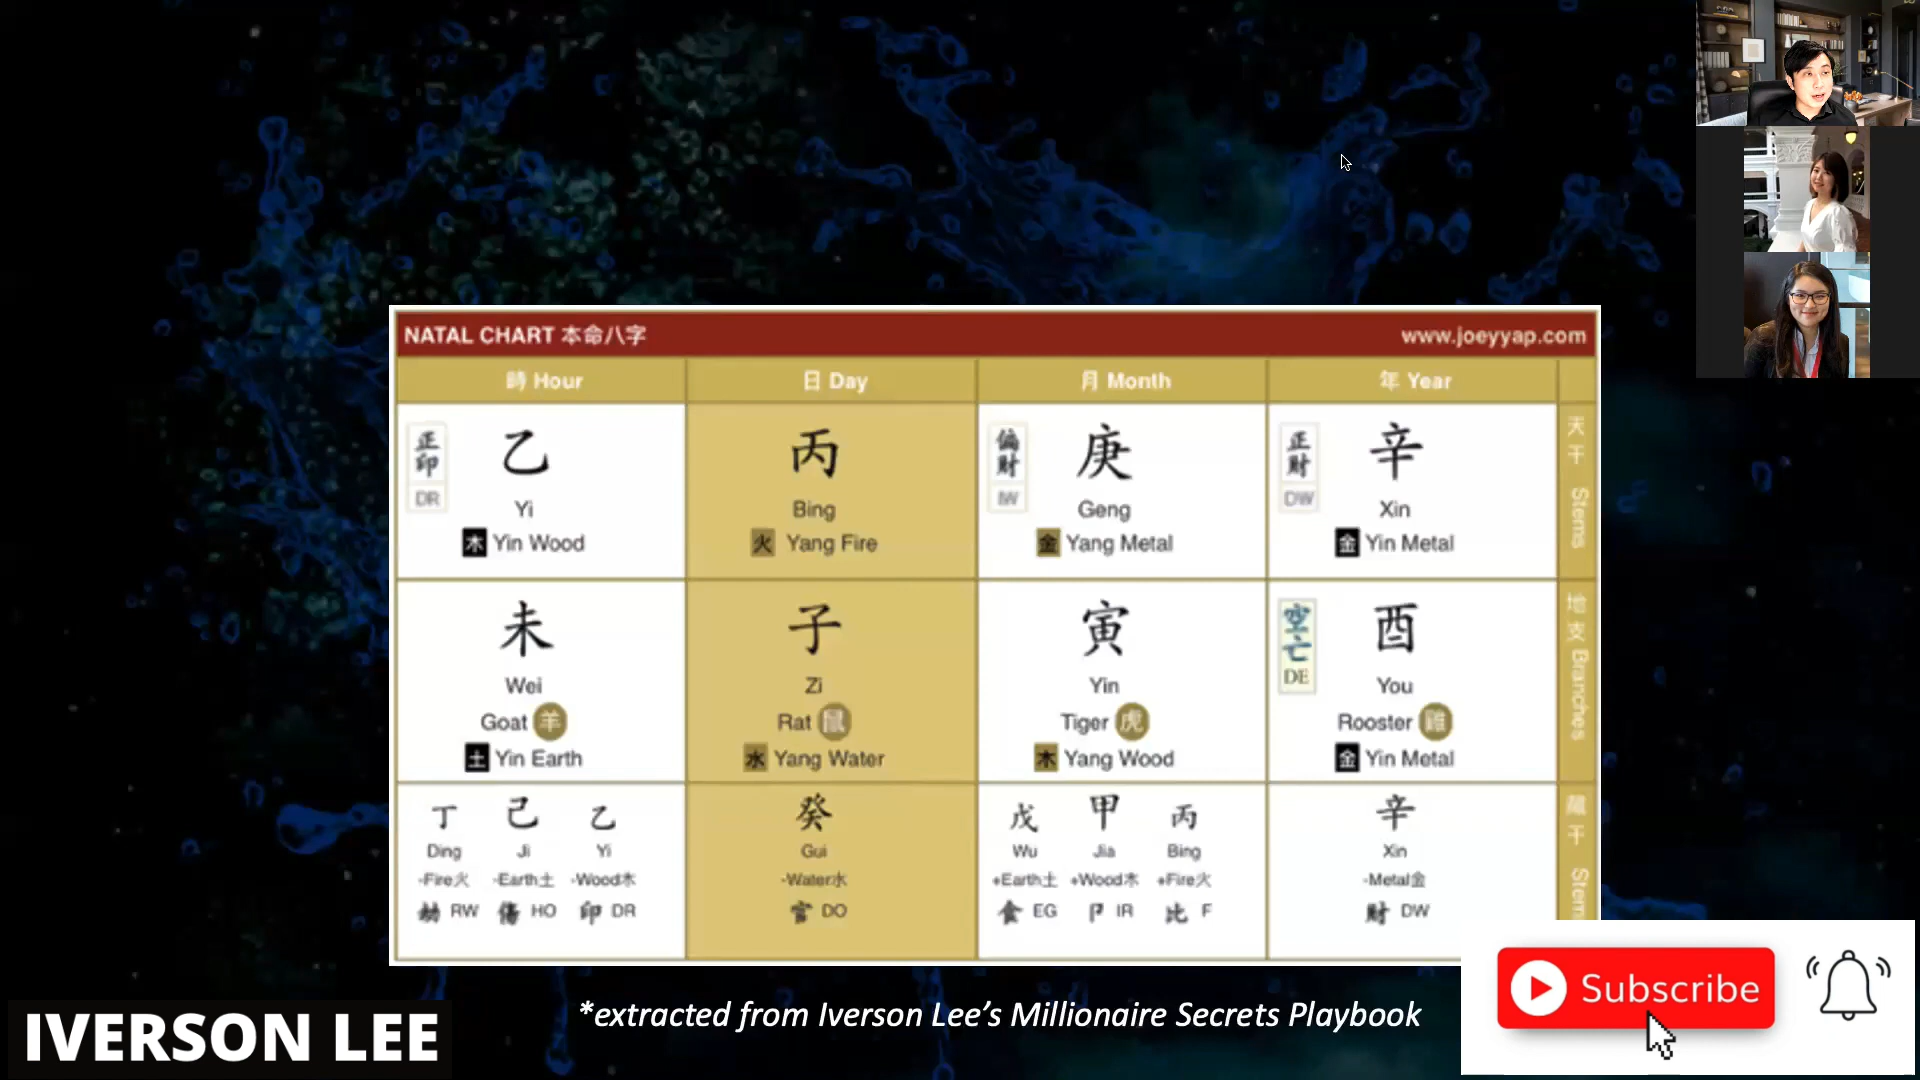 NATAL CHART 本命八字
www.joeyyap.com
時 Hour
日 Day
月 Month
年 Year
正印
DR
乙
Yi
木 Yin Wood
丙
Bing
火 Yang Fire
偏財
IW
庚
Geng
金 Yang Metal
正財
DW
辛
Xin
金 Yin Metal
天干 Stems
未
Wei
Goat 羊
土 Yin Earth
子
Zi
Rat 鼠
水 Yang Water
寅
Yin
Tiger 虎
木 Yang Wood
空亡
DE
酉
You
Rooster 雞
金 Yin Metal
地支 Branches
丁 己 乙
Ding Ji Yi
-Fire火 -Earth土 -Wood木
劫 RW 傷 HO 印 DR
癸
Gui
-Water水
官 DO
戊 甲 丙
Wu Jia Bing
+Earth土 +Wood木 +Fire火
食 EG 卩 IR 比 F
辛
Xin
-Metal金
財 DW
藏干 Stem
Subscribe
*extracted from Iverson Lee's Millionaire Secrets Playbook
IVERSON LEE